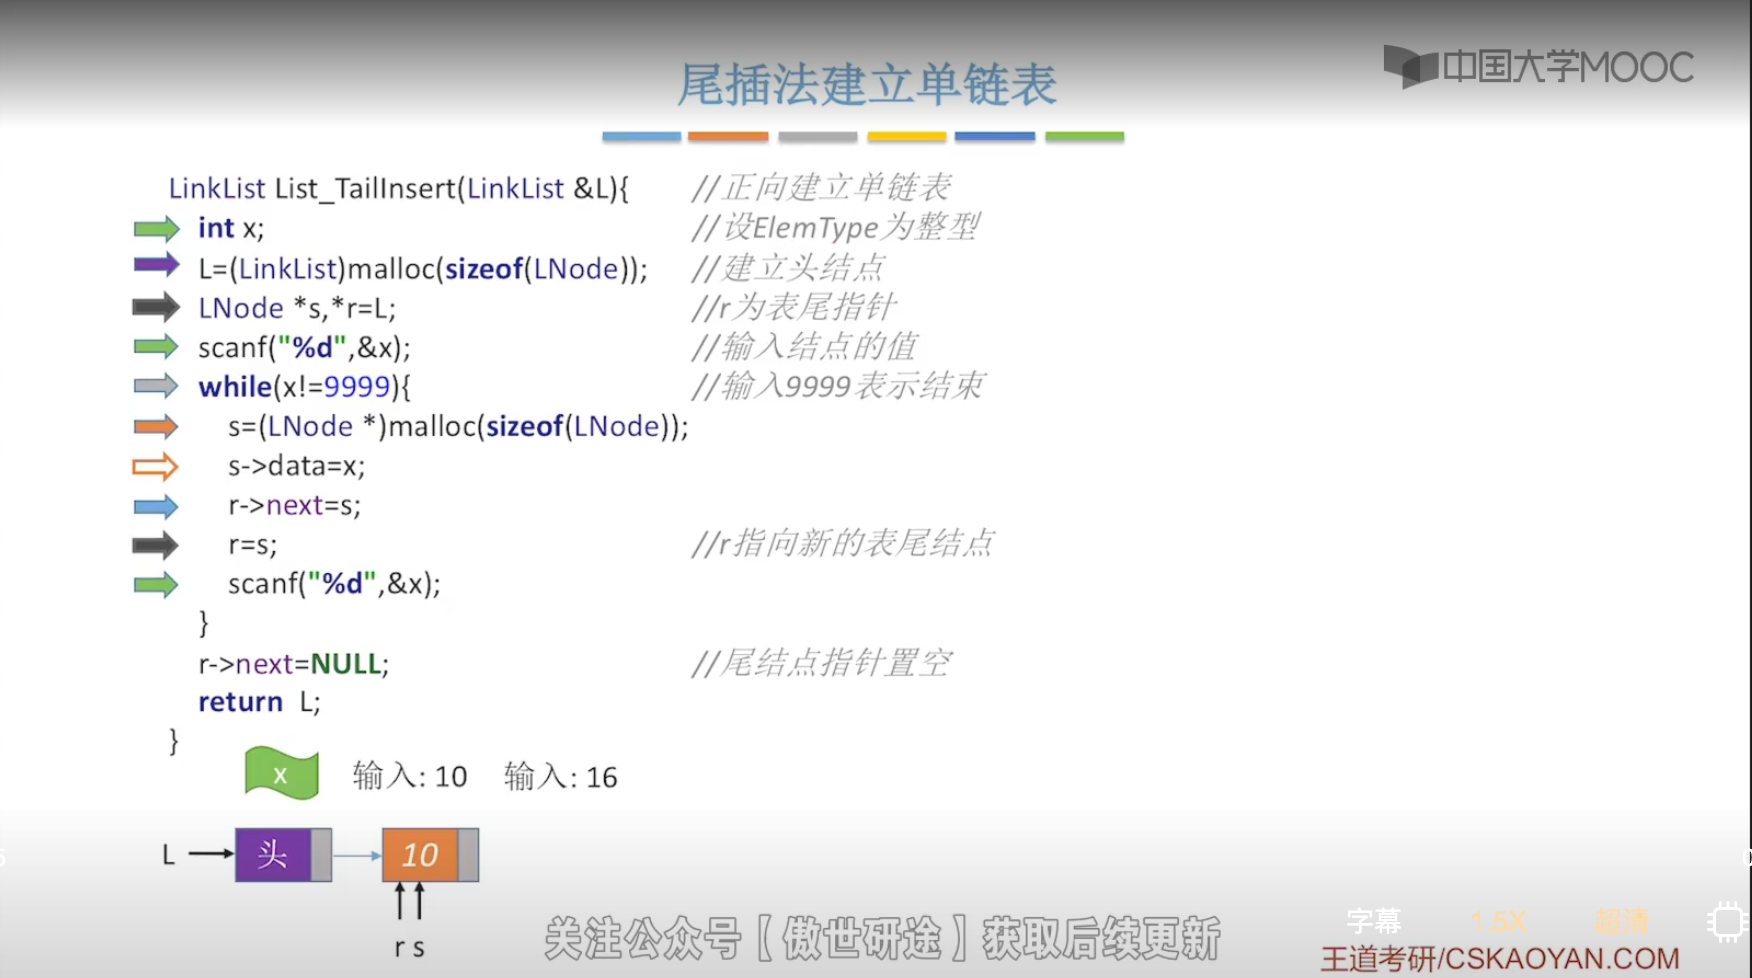 中国大学MOOC
尾插法建立单链表
LinkList List_TailInsert(LinkList &L){ //正向建立单链表
int x; //设ElemType为整型
L=(LinkList)malloc(sizeof(LNode)); //建立头结点
LNode *s,*r=L; //r为表尾指针
scanf("%d",&x); //输入结点的值
while(x!=9999){ //输入9999表示结束
s=(LNode *)malloc(sizeof(LNode));
s->data=x;
r->next=s;
r=s; //r指向新的表尾结点
scanf("%d",&x);
}
r->next=NULL; //尾结点指针置空
return L;
}
x 输入: 10 输入: 16
L 头 10
r s
关注公众号【傲世研途】获取后续更新
字幕 1.5X 超清
王道考研/CSKAOYAN.COM